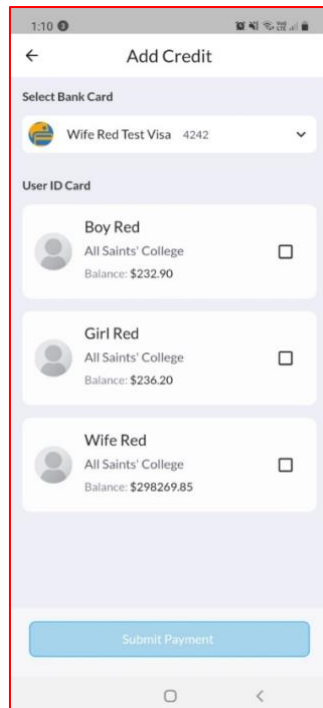 1:10
Add Credit
Select Bank Card
Wife Red Test Visa 4242
User ID Card
Boy Red
All Saints' College
Balance: $232.90
Girl Red
All Saints' College
Balance: $236.20
Wife Red
All Saints' College
Balance: $298269.85
Submit Payment